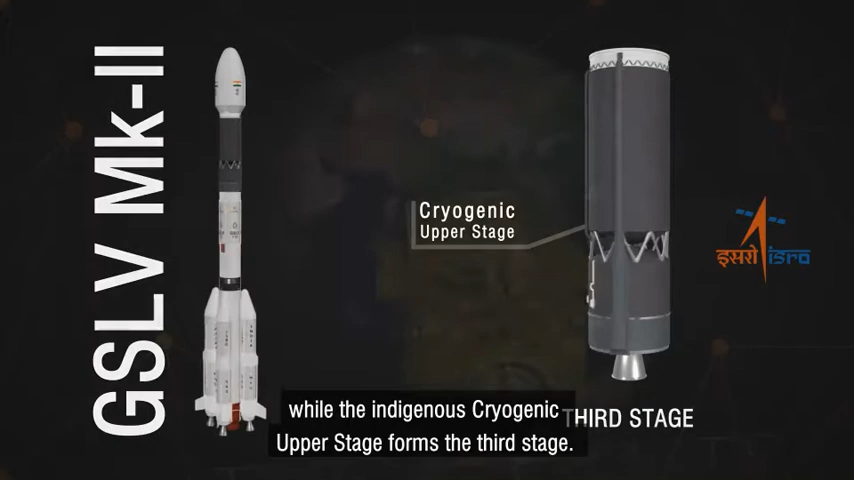 GSLV Mk-II
Cryogenic
Upper Stage
इसरो isro
THIRD STAGE
while the indigenous Cryogenic
Upper Stage forms the third stage.